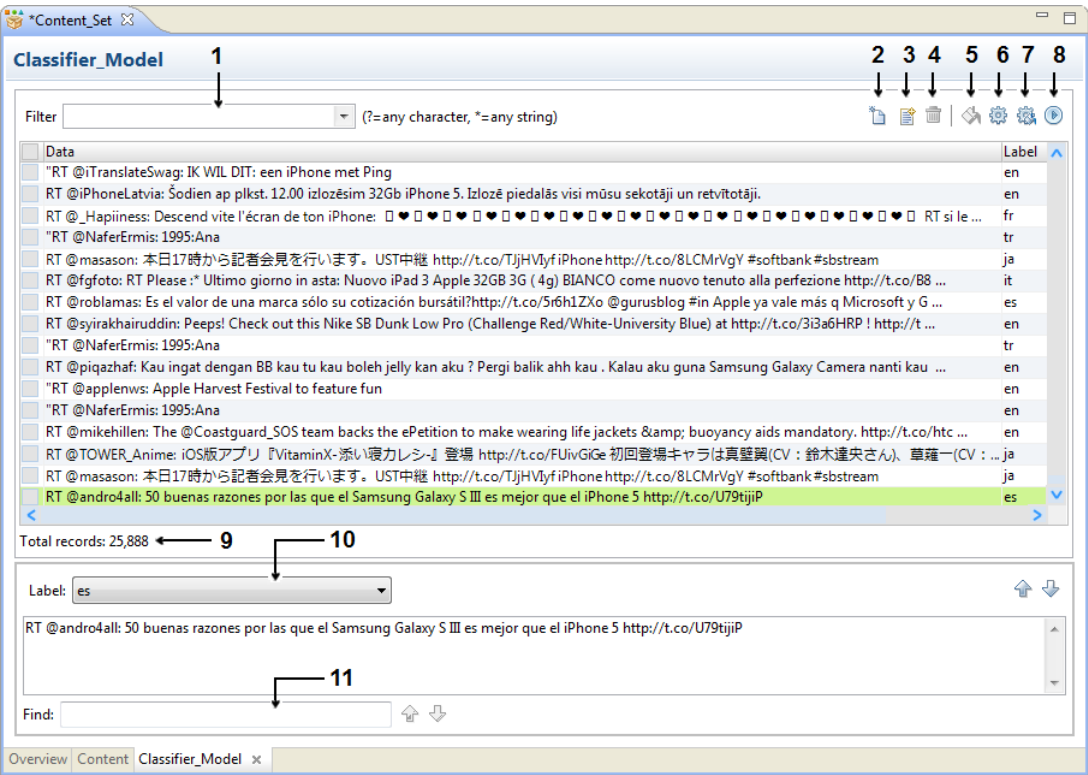 *Content_Set
Classifier_Model
1
2 3 4 5 6 7 8
Filter (?=any character, *=any string)
Data Label
"RT @iTranslateSwag: IK WIL DIT: een iPhone met Ping en
RT @iPhoneLatvia: Šodien ap plkst. 12.00 izlozēsim 32Gb iPhone 5. Izlozē piedalās visi mūsu sekotāji un retvītotāji. en
RT @_Hapiiness: Descend vite l'écran de ton iPhone: ▯♥▯♥▯♥▯♥▯♥▯♥▯♥▯♥▯♥▯♥▯♥▯♥▯♥▯♥▯ RT si le ... fr
"RT @NaferErmis: 1995:Ana tr
RT @masason: 本日17時から記者会見を行います。UST中継 http://t.co/TJjHVIyf iPhone http://t.co/8LCMrVgY #softbank #sbstream ja
RT @fgfoto: RT Please :* Ultimo giorno in asta: Nuovo iPad 3 Apple 32GB 3G ( 4g) BIANCO come nuovo tenuto alla perfezione http://t.co/B8 ... it
RT @roblamas: Es el valor de una marca sólo su cotización bursátil?http://t.co/5r6h1ZXo @gurusblog #in Apple ya vale más q Microsoft y G ... es
RT @syirakhairuddin: Peeps! Check out this Nike SB Dunk Low Pro (Challenge Red/White-University Blue) at http://t.co/3i3a6HRP ! http://t ... en
"RT @NaferErmis: 1995:Ana tr
RT @piqazhaf: Kau ingat dengan BB kau tu kau boleh jelly kan aku ? Pergi balik ahh kau . Kalau aku guna Samsung Galaxy Camera nanti kau ... en
"RT @applenws: Apple Harvest Festival to feature fun en
"RT @NaferErmis: 1995:Ana en
RT @mikehillen: The @Coastguard_SOS team backs the ePetition to make wearing life jackets &amp; buoyancy aids mandatory. http://t.co/htc ... en
RT @TOWER_Anime: iOS版アプリ『VitaminX-添い寝カレシ-』登場 http://t.co/FUivGiGe 初回登場キャラは真壁翼(CV：鈴木達央さん)、草薙一(CV：... ja
RT @masason: 本日17時から記者会見を行います。UST中継 http://t.co/TJjHVIyf iPhone http://t.co/8LCMrVgY #softbank #sbstream ja
RT @andro4all: 50 buenas razones por las que el Samsung Galaxy S III es mejor que el iPhone 5 http://t.co/U79tijiP es
Total records: 25,888 9 10
Label: es
RT @andro4all: 50 buenas razones por las que el Samsung Galaxy S III es mejor que el iPhone 5 http://t.co/U79tijiP
11
Find:
Overview Content Classifier_Model